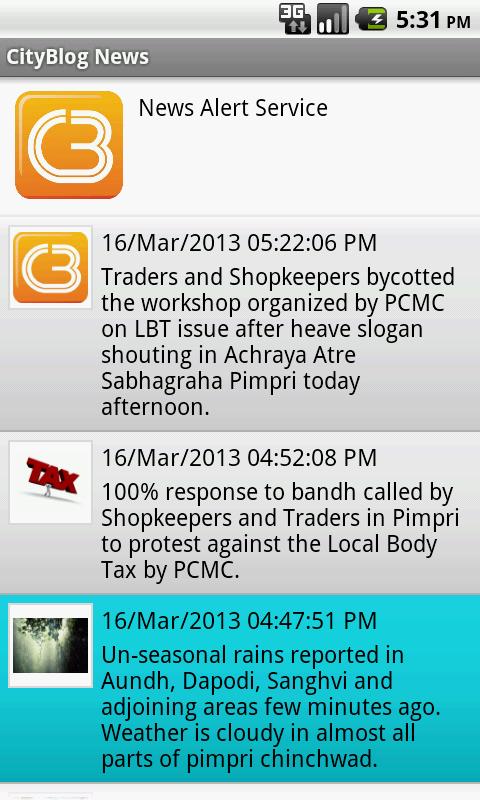 3G
5:31 PM
CityBlog News
CB
News Alert Service
CB
16/Mar/2013 05:22:06 PM
Traders and Shopkeepers bycotted
the workshop organized by PCMC
on LBT issue after heave slogan
shouting in Achraya Atre
Sabhagraha Pimpri today
afternoon.
TAX
16/Mar/2013 04:52:08 PM
100% response to bandh called by
Shopkeepers and Traders in Pimpri
to protest against the Local Body
Tax by PCMC.
16/Mar/2013 04:47:51 PM
Un-seasonal rains reported in
Aundh, Dapodi, Sanghvi and
adjoining areas few minutes ago.
Weather is cloudy in almost all
parts of pimpri chinchwad.